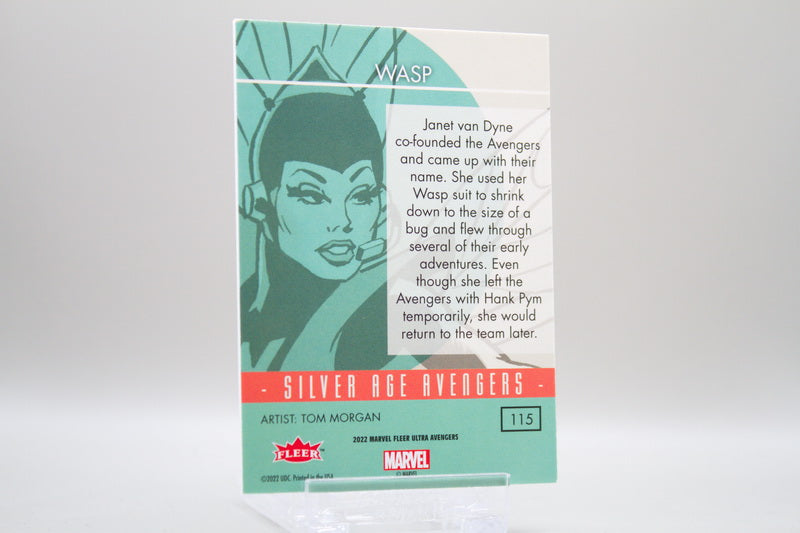 WASP
Janet van Dyne
co-founded the Avengers
and came up with their
name. She used her
Wasp suit to shrink
down to the size of a
bug and flew through
several of their early
adventures. Even
though she left the
Avengers with Hank Pym
temporarily, she would
return to the team later.
- SILVER AGE AVENGERS -
ARTIST: TOM MORGAN
115
2022 MARVEL FLEER ULTRA AVENGERS
FLEER™
MARVEL
© MARVEL
©2022 UDC. Printed in the USA